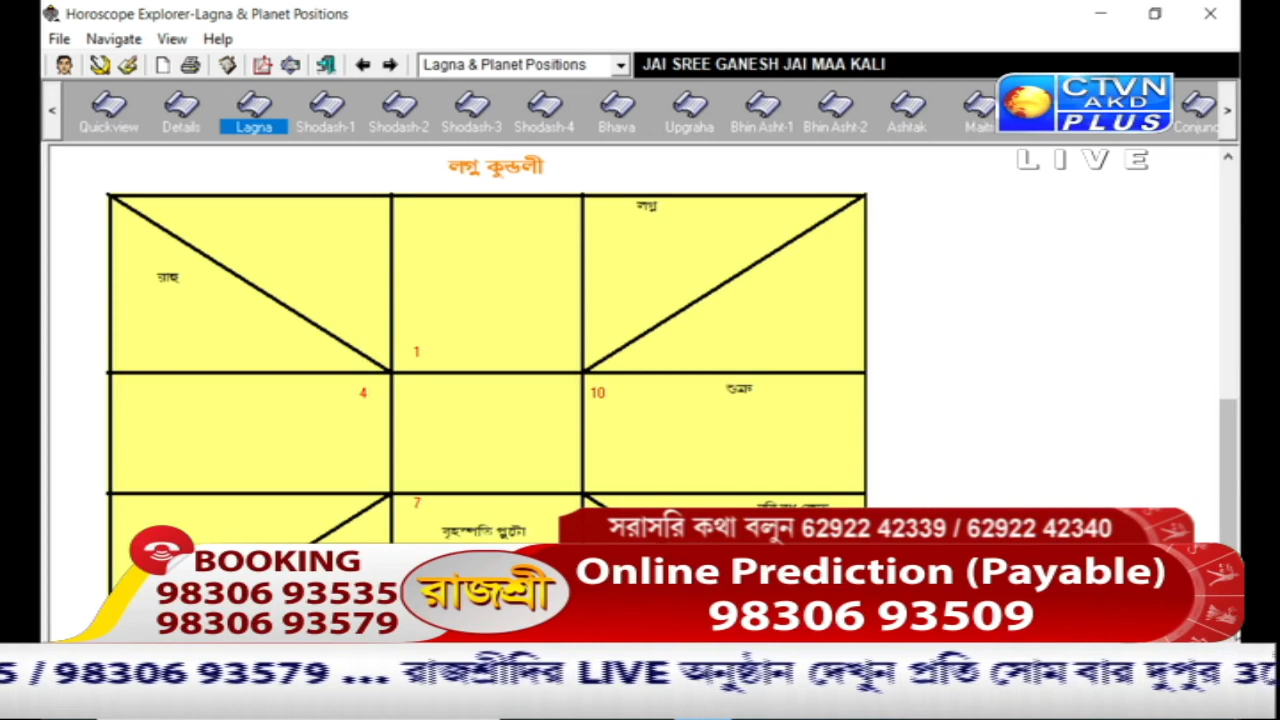 Horoscope Explorer-Lagna & Planet Positions
File Navigate View Help
Lagna & Planet Positions
JAI SREE GANESH JAI MAA KALI
< Quickview Details Lagna Shodash-1 Shodash-2 Shodash-3 Shodash-4 Bhava Upgraha Bhin Asht-1 Bhin Asht-2 Ashtak >
CTVN
AKD
PLUS
LIVE
লগ্ন কুন্ডলী
লগ্ন
রাহু
1
4
10
শুক্র
7
বৃহস্পতি প্লুটো
সরাসরি কথা বলুন 62922 42339 / 62922 42340
BOOKING
98306 93535
98306 93579
রাজশ্রী
Online Prediction (Payable)
98306 93509
5 / 98306 93579 ... রাজশ্রীদির LIVE অনুষ্ঠান দেখুন প্রতি সোম বার দুপুর